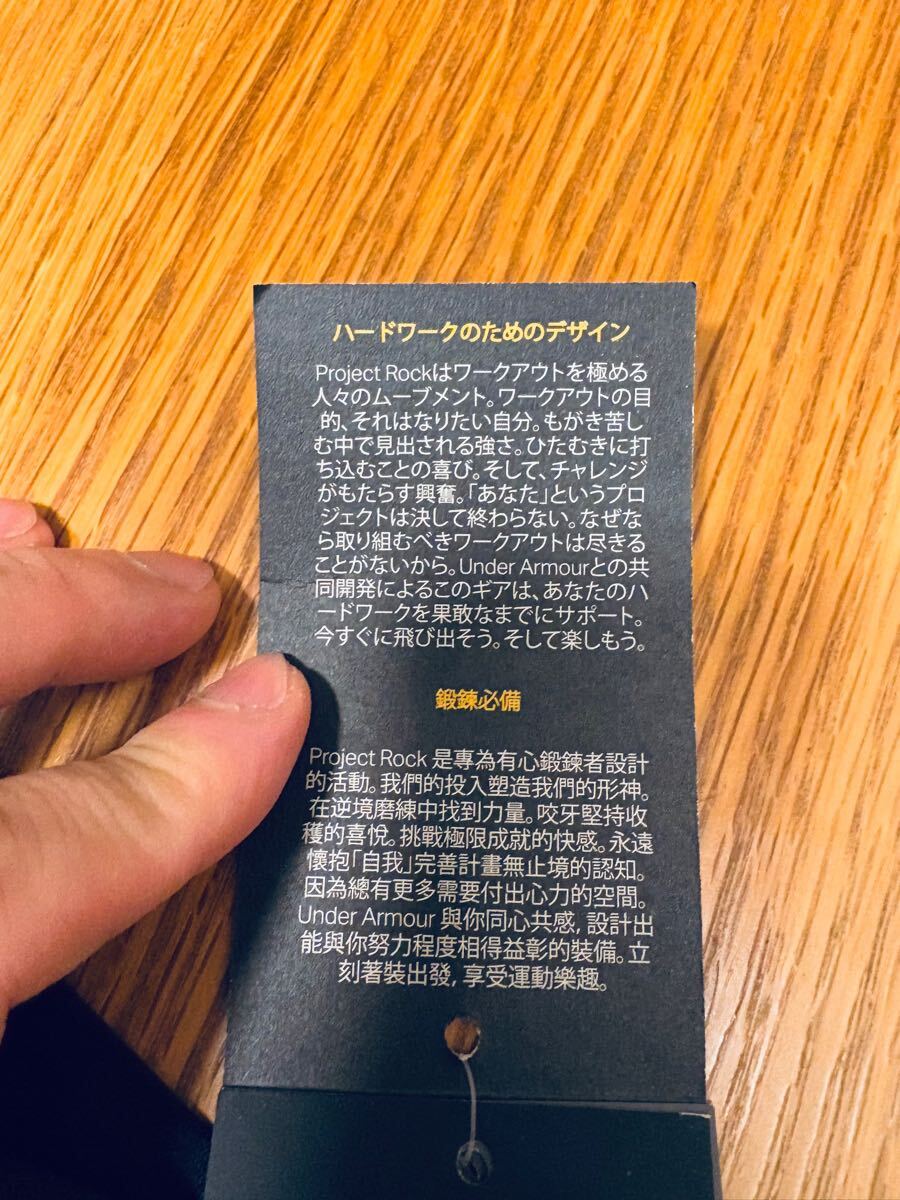 ハードワークのためのデザイン
Project Rockはワークアウトを極める
人々のムーブメント。ワークアウトの目
的、それはなりたい自分。もがき苦し
む中で見出される強さ。ひたむきに打
ち込むことの喜び。そして、チャレンジ
がもたらす興奮。「あなた」というプロ
ジェクトは決して終わらない。なぜな
ら取り組むべきワークアウトは尽きる
ことがないから。Under Armourとの共
同開発によるこのギアは、あなたのハ
ードワークを果敢なまでにサポート。
今すぐに飛び出そう。そして楽しもう。
鍛鍊必備
Project Rock 是專為有心鍛鍊者設計
的活動。我們的投入塑造我們的形神。
在逆境磨練中找到力量。咬牙堅持收
穫的喜悅。挑戰極限成就的快感。永遠
懷抱「自我」完善計畫無止境的認知。
因為總有更多需要付出心力的空間。
Under Armour 與你同心共感, 設計出
能與你努力程度相得益彰的裝備。立
刻著裝出發, 享受運動樂趣。